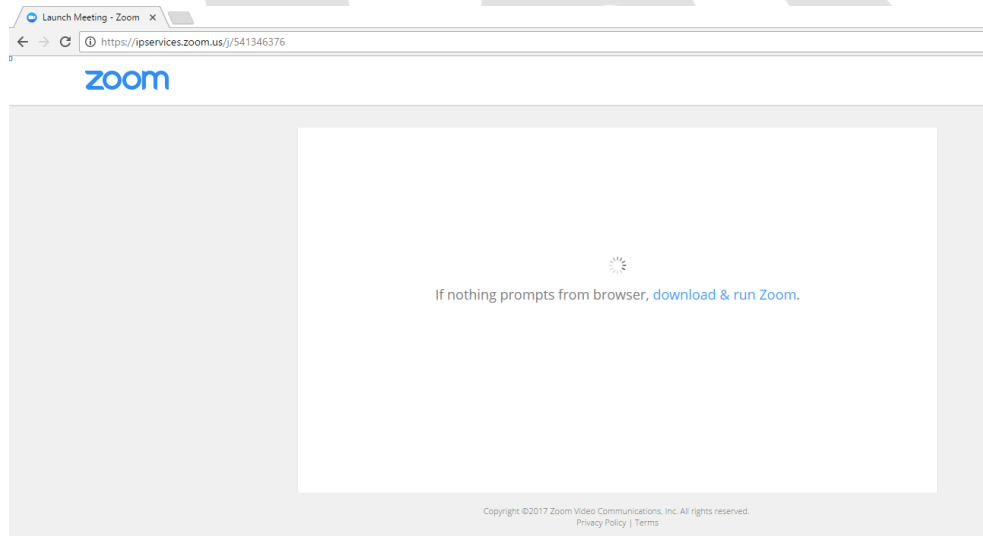 Launch Meeting - Zoom
https://ipservices.zoom.us/j/541346376
zoom
If nothing prompts from browser, download & run Zoom.
Copyright ©2017 Zoom Video Communications, Inc. All rights reserved.
Privacy Policy | Terms